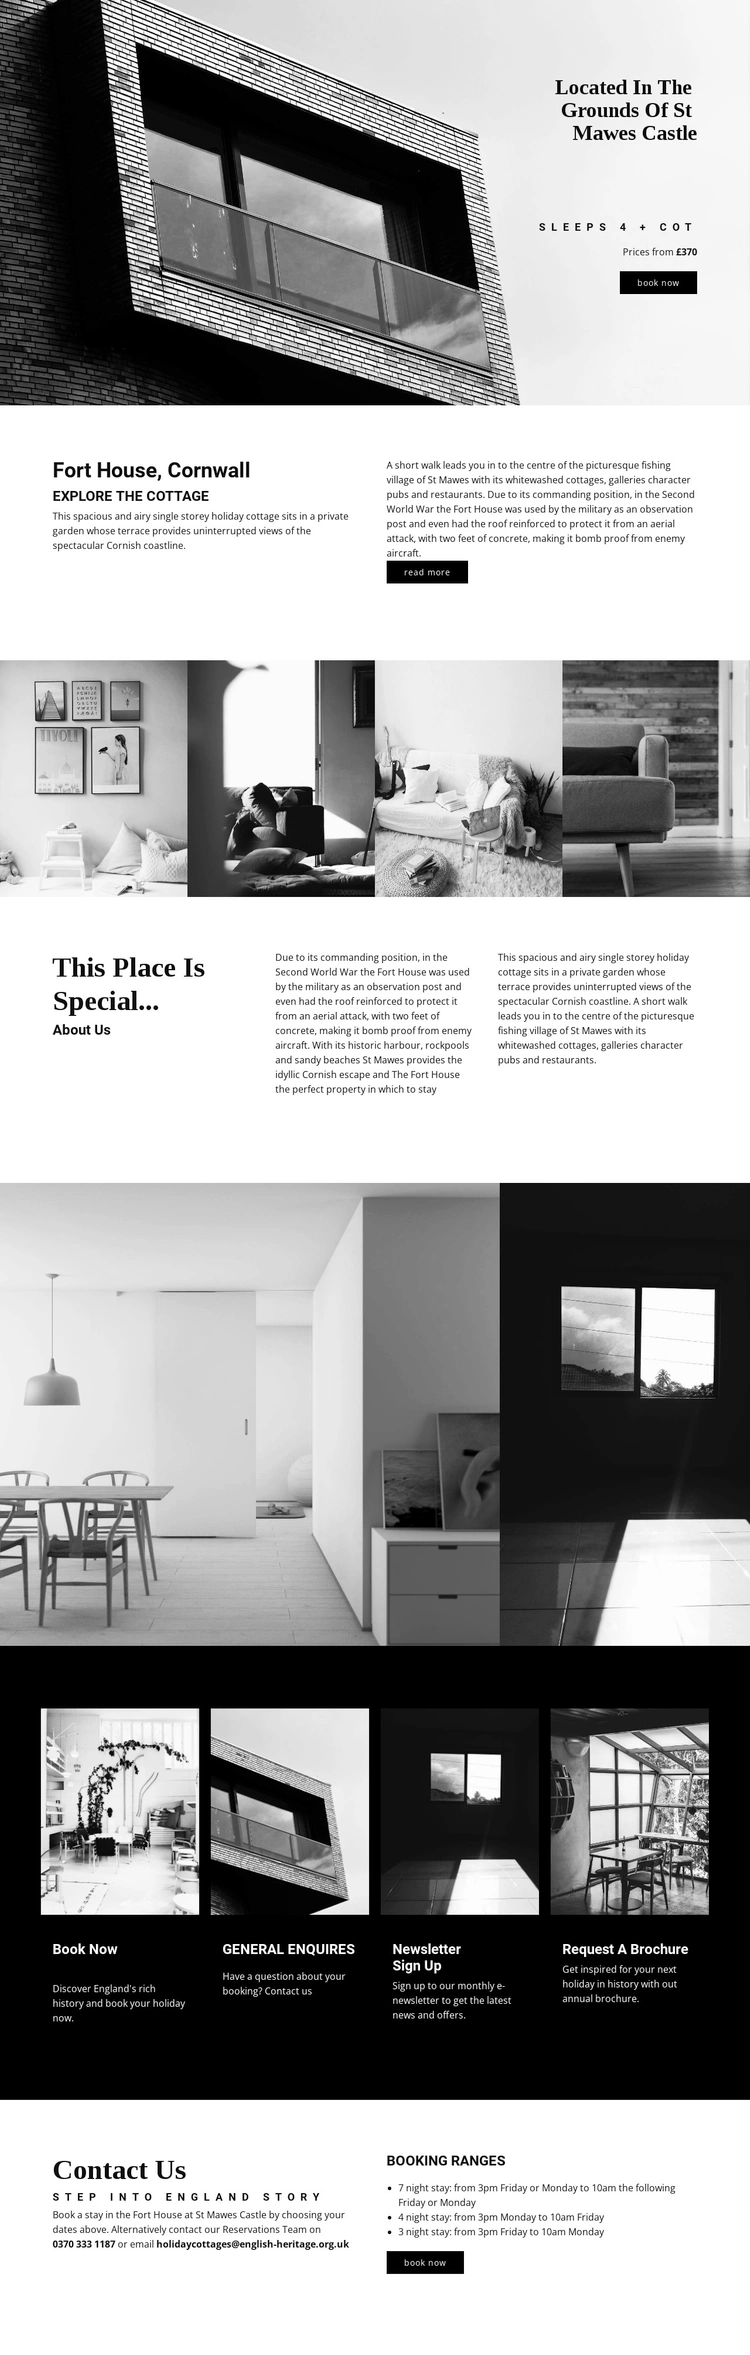 Located In The
Grounds Of St
Mawes Castle
SLEEPS 4 + COT
Prices from £370
book now
Fort House, Cornwall
EXPLORE THE COTTAGE
This spacious and airy single storey holiday cottage sits in a private
garden whose terrace provides uninterrupted views of the
spectacular Cornish coastline.
A short walk leads you in to the centre of the picturesque fishing
village of St Mawes with its whitewashed cottages, galleries character
pubs and restaurants. Due to its commanding position, in the Second
World War the Fort House was used by the military as an observation
post and even had the roof reinforced to protect it from an aerial
attack, with two feet of concrete, making it bomb proof from enemy
aircraft.
read more
TIVOLI
This Place Is
Special...
About Us
Due to its commanding position, in the
Second World War the Fort House was used
by the military as an observation post and
even had the roof reinforced to protect it
from an aerial attack, with two feet of
concrete, making it bomb proof from enemy
aircraft. With its historic harbour, rockpools
and sandy beaches St Mawes provides the
idyllic Cornish escape and The Fort House
the perfect property in which to stay
This spacious and airy single storey holiday
cottage sits in a private garden whose
terrace provides uninterrupted views of the
spectacular Cornish coastline. A short walk
leads you in to the centre of the picturesque
fishing village of St Mawes with its
whitewashed cottages, galleries character
pubs and restaurants.
Book Now
Discover England's rich
history and book your holiday
now.
GENERAL ENQUIRES
Have a question about your
booking? Contact us
Newsletter
Sign Up
Sign up to our monthly e-
newsletter to get the latest
news and offers.
Request A Brochure
Get inspired for your next
holiday in history with out
annual brochure.
Contact Us
STEP INTO ENGLAND STORY
Book a stay in the Fort House at St Mawes Castle by choosing your
dates above. Alternatively contact our Reservations Team on
0370 333 1187 or email holidaycottages@english-heritage.org.uk
BOOKING RANGES
• 7 night stay: from 3pm Friday or Monday to 10am the following
Friday or Monday
• 4 night stay: from 3pm Monday to 10am Friday
• 3 night stay: from 3pm Friday to 10am Monday
book now